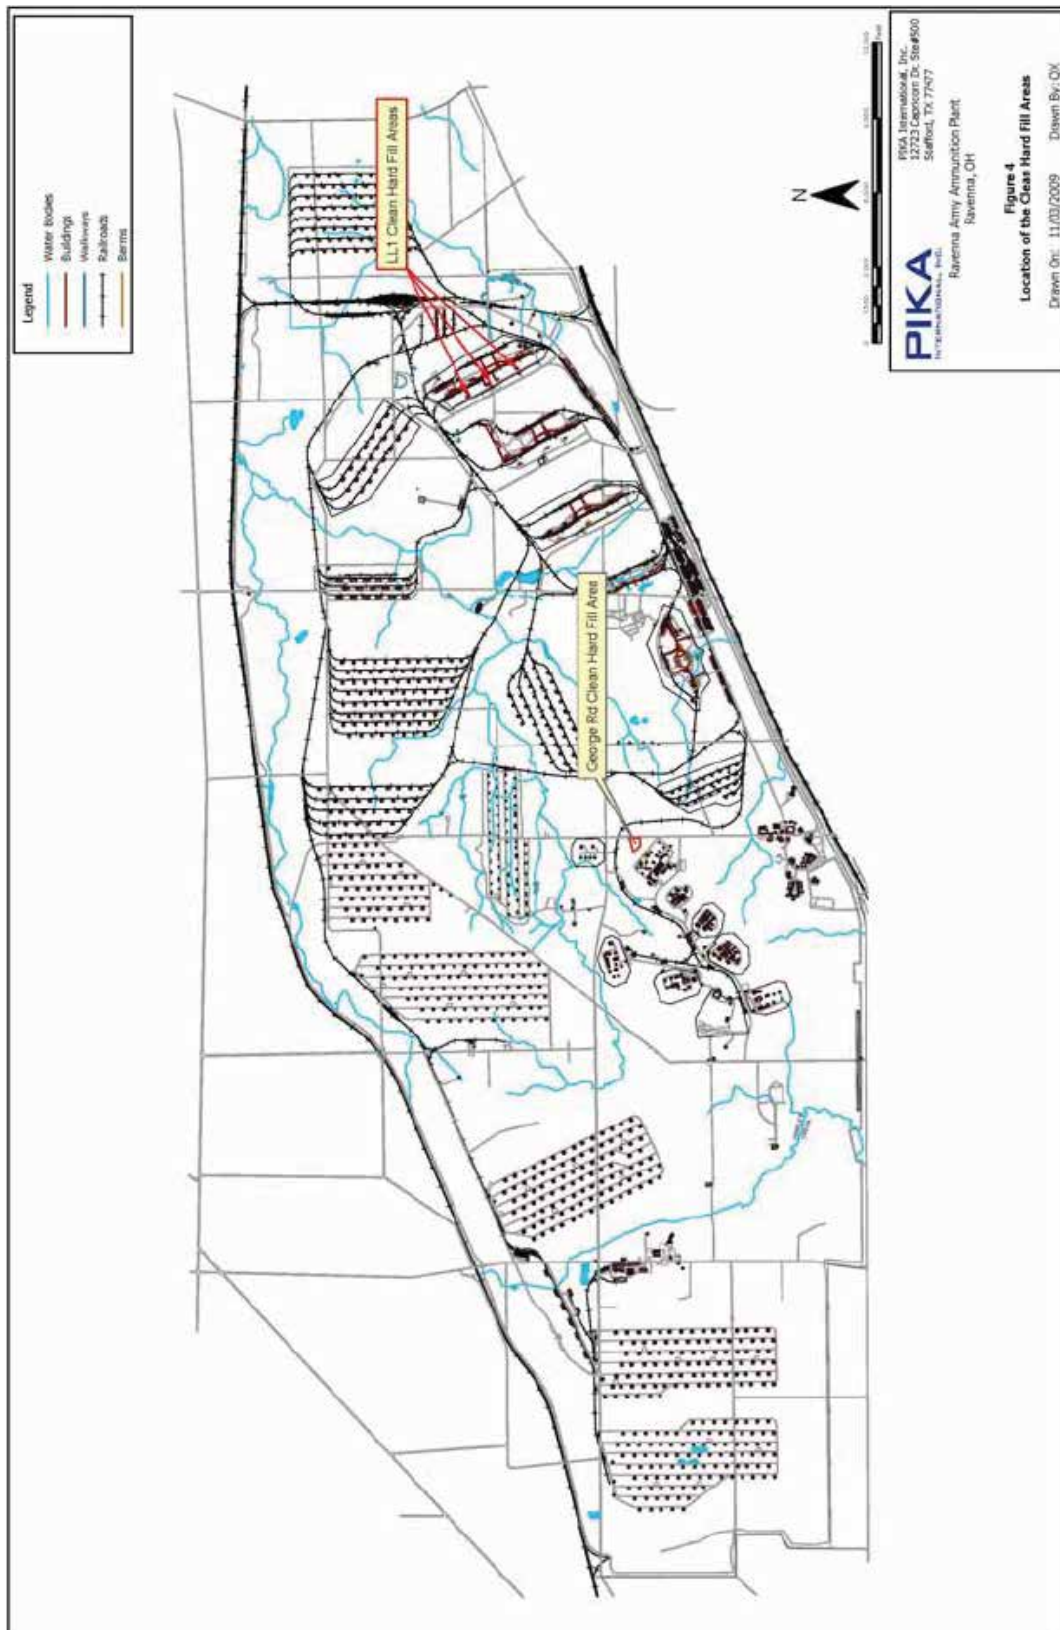 Legend
Water Bodies
Buildings
Walkways
Railroads
Berms
LL1 Clean Hard Fill Areas
George Rd Clean Hard Fill Area
N
Feet
PIKA
INTERNATIONAL, INC.
PIKA International, Inc.
12723 Capricorn Dr. Ste#500
Stafford, TX 77477
Ravenna Army Ammunition Plant
Ravenna, OH
Figure 4
Location of the Clean Hard Fill Areas
Drawn On: 11/03/2009 Drawn By: QX